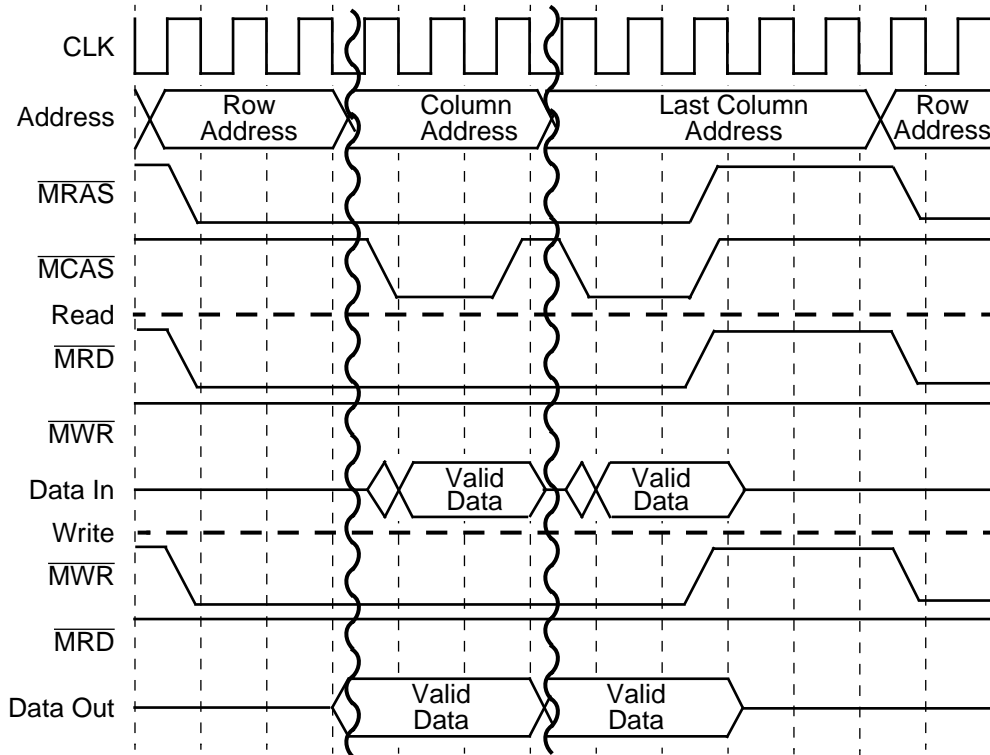 CLK
Address
Row
Address
Column
Address
Last Column
Address
Row
Address
MRAS
MCAS
Read
MRD
MWR
Data In
Valid
Data
Valid
Data
Write
MWR
MRD
Data Out
Valid
Data
Valid
Data